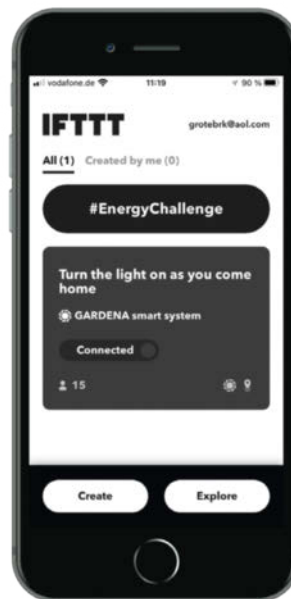 vodafone.de 11:19 90 %
IFTTT grotebrk@aol.com
All (1) Created by me (0)
#EnergyChallenge
Turn the light on as you come
home
GARDENA smart system
Connected
15
Create Explore